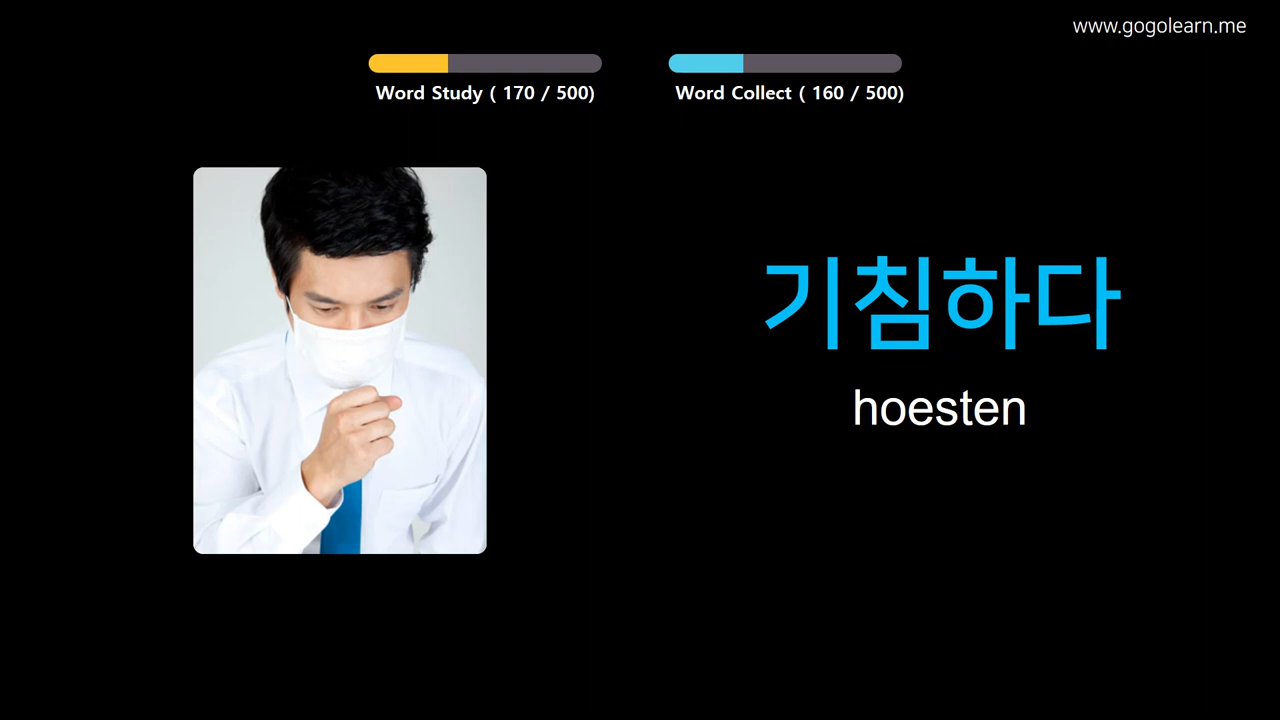 www.gogolearn.me
Word Study ( 170 / 500)
Word Collect ( 160 / 500)
기침하다
hoesten